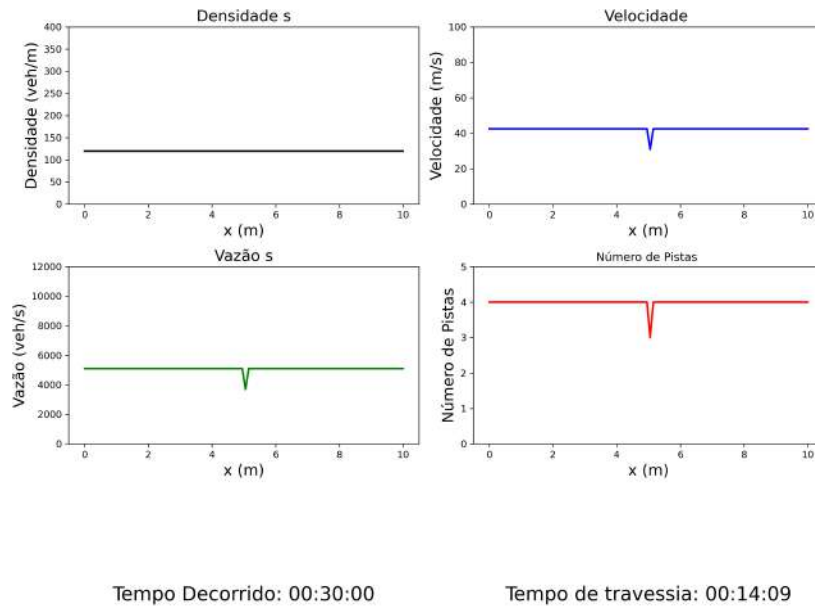 Densidade s
Densidade (veh/m)
400
350
300
250
200
150
100
50
0
0 2 4 6 8 10
x (m)
Velocidade
Velocidade (m/s)
100
80
60
40
20
0
0 2 4 6 8 10
x (m)
Vazão s
Vazão (veh/s)
12000
10000
8000
6000
4000
2000
0
0 2 4 6 8 10
x (m)
Número de Pistas
Número de Pistas
5
4
3
2
1
0
0 2 4 6 8 10
x (m)
Tempo Decorrido: 00:30:00
Tempo de travessia: 00:14:09